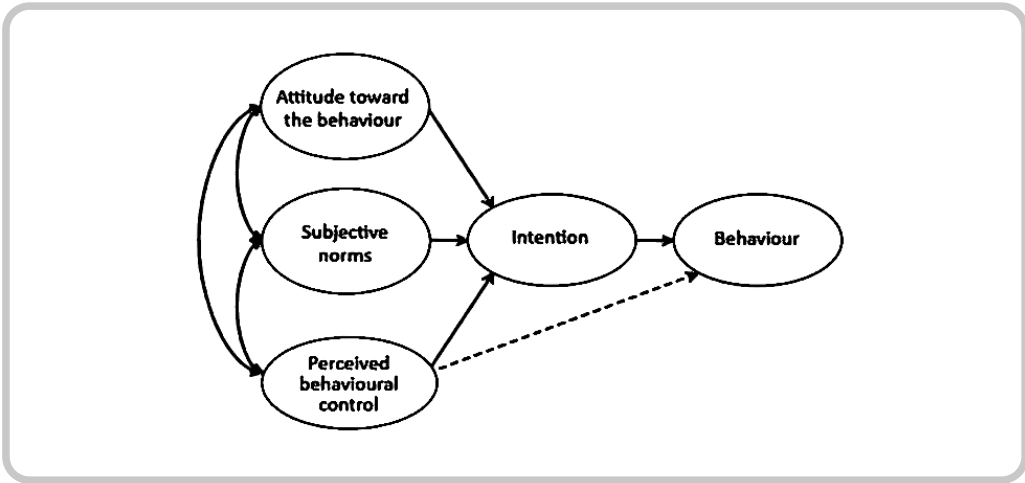 Attitude toward
the behaviour
Subjective
norms
Intention
Behaviour
Perceived
behavioural
control